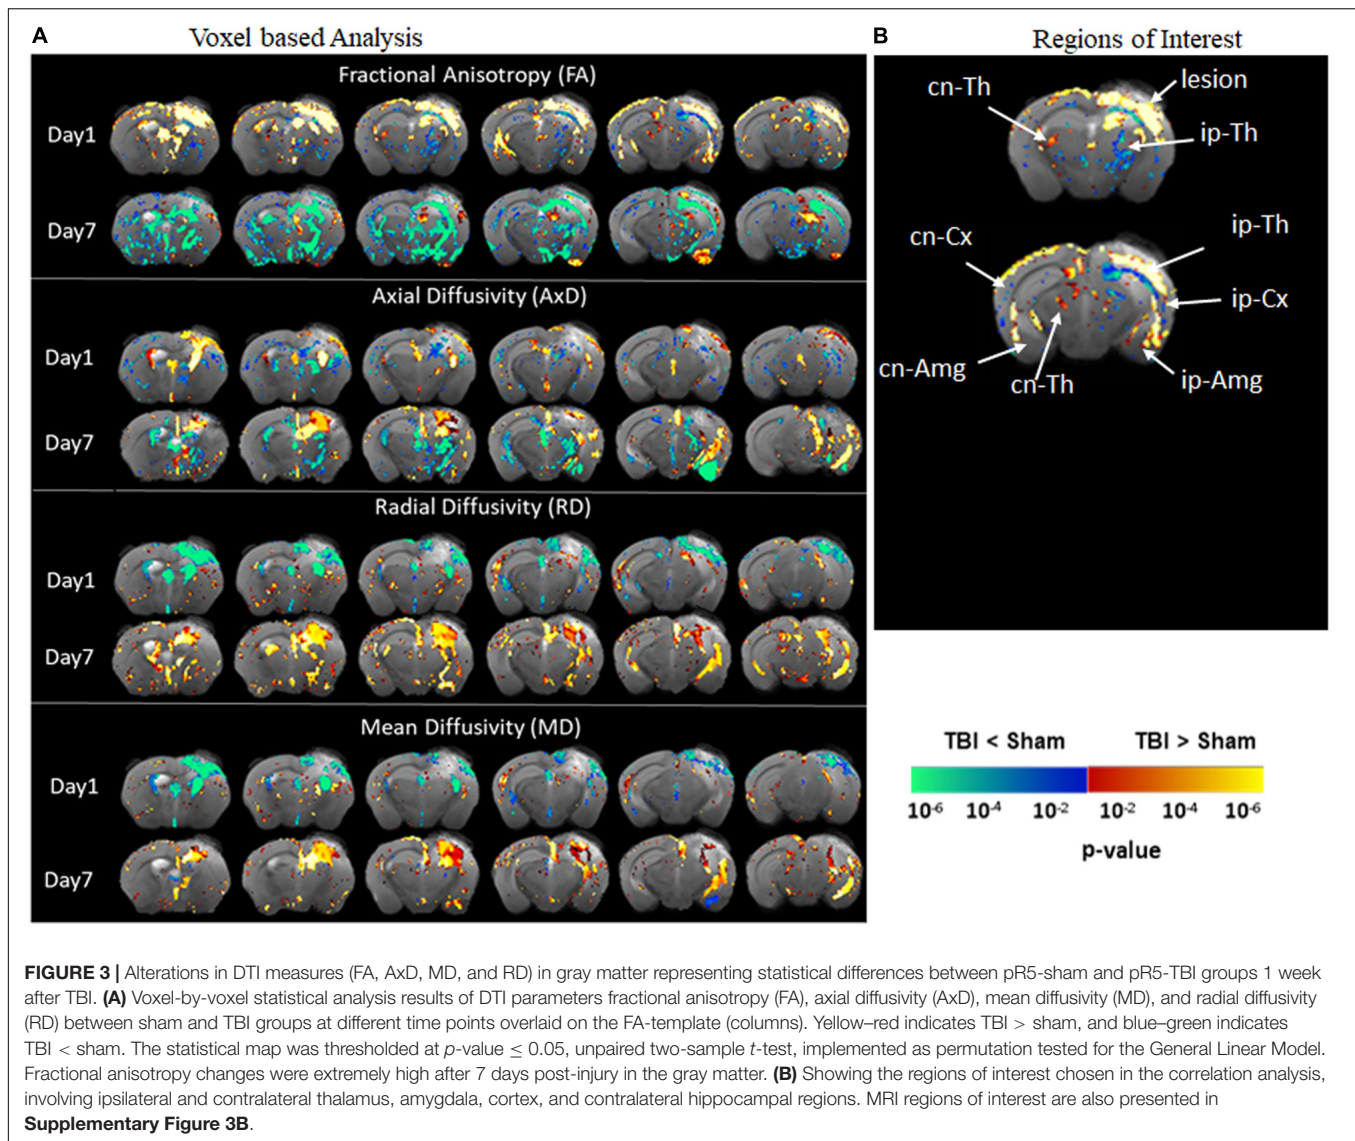 A Voxel based Analysis
Fractional Anisotropy (FA)
Day1
Day7
Axial Diffusivity (AxD)
Day1
Day7
Radial Diffusivity (RD)
Day1
Day7
Mean Diffusivity (MD)
Day1
Day7
B Regions of Interest
cn-Th
lesion
ip-Th
cn-Cx
ip-Th
ip-Cx
cn-Amg
cn-Th
ip-Amg
TBI < Sham TBI > Sham
10⁻⁶ 10⁻⁴ 10⁻² 10⁻² 10⁻⁴ 10⁻⁶
p-value
FIGURE 3 | Alterations in DTI measures (FA, AxD, MD, and RD) in gray matter representing statistical differences between pR5-sham and pR5-TBI groups 1 week
after TBI. (A) Voxel-by-voxel statistical analysis results of DTI parameters fractional anisotropy (FA), axial diffusivity (AxD), mean diffusivity (MD), and radial diffusivity
(RD) between sham and TBI groups at different time points overlaid on the FA-template (columns). Yellow–red indicates TBI > sham, and blue–green indicates
TBI < sham. The statistical map was thresholded at p-value ≤ 0.05, unpaired two-sample t-test, implemented as permutation tested for the General Linear Model.
Fractional anisotropy changes were extremely high after 7 days post-injury in the gray matter. (B) Showing the regions of interest chosen in the correlation analysis,
involving ipsilateral and contralateral thalamus, amygdala, cortex, and contralateral hippocampal regions. MRI regions of interest are also presented in
Supplementary Figure 3B.